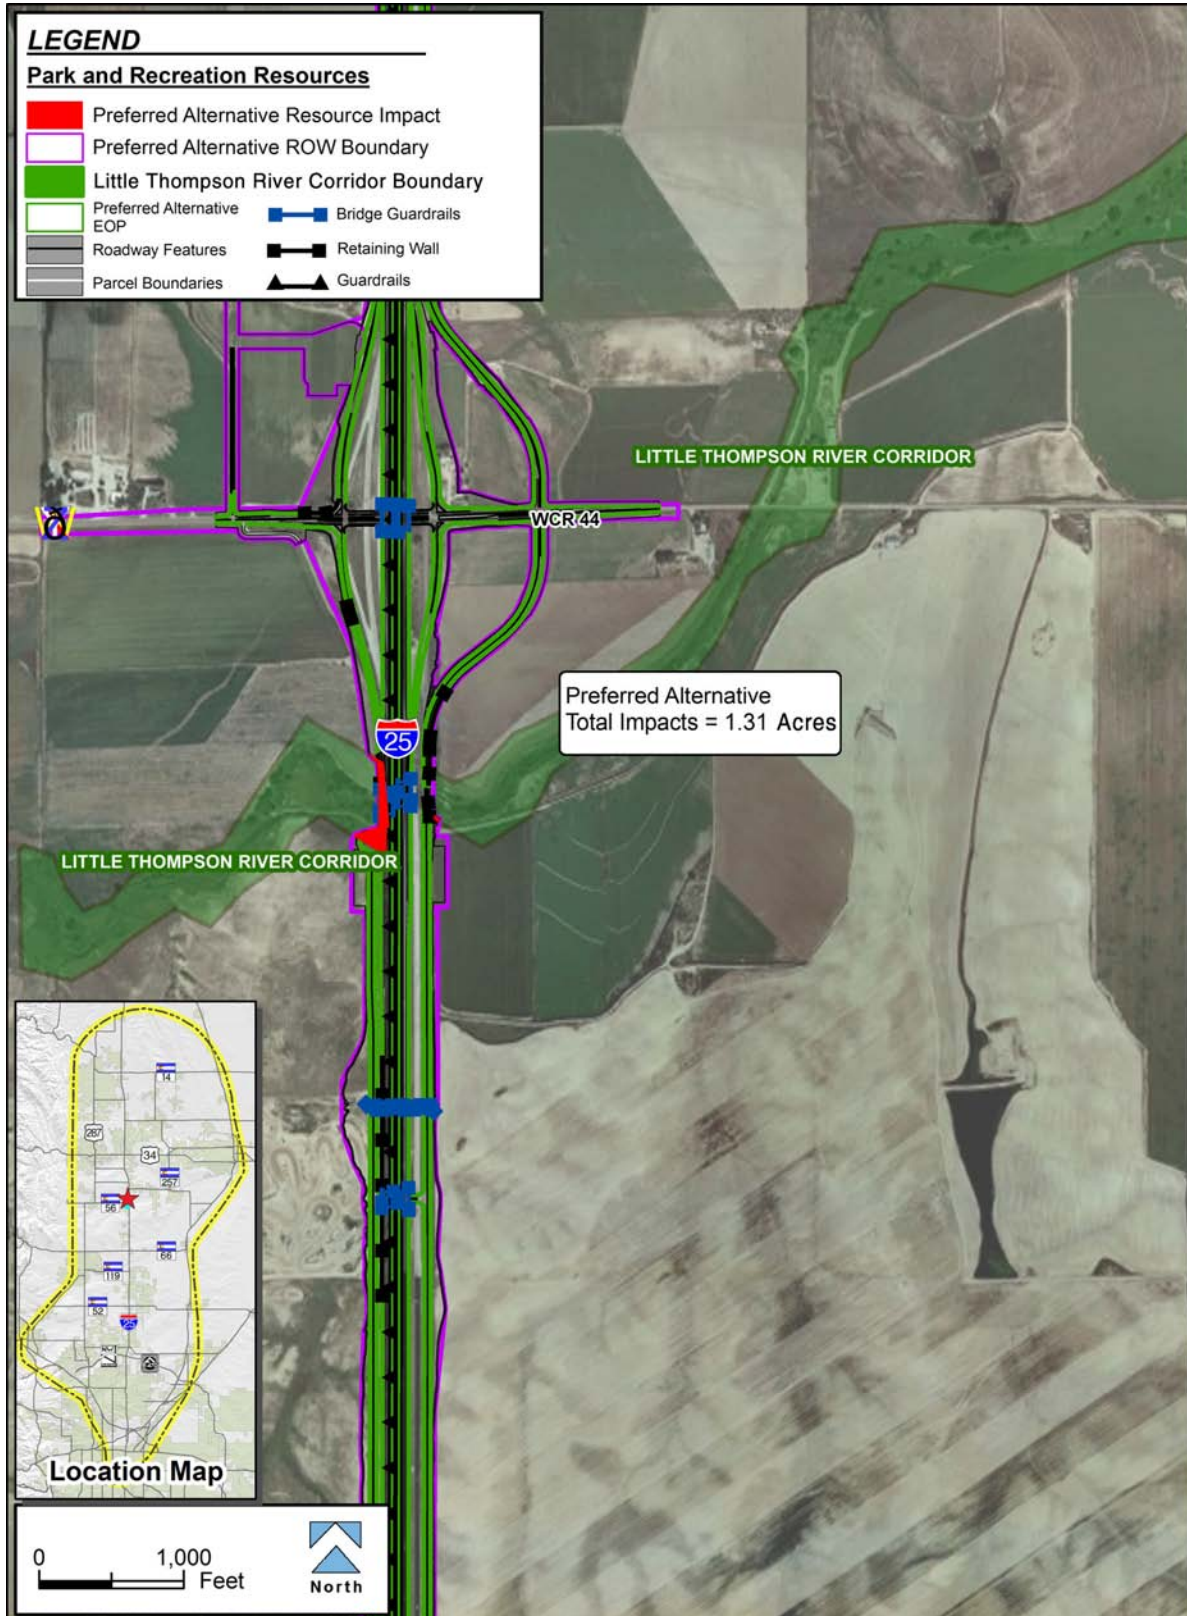 LEGEND
Park and Recreation Resources
Preferred Alternative Resource Impact
Preferred Alternative ROW Boundary
Little Thompson River Corridor Boundary
Preferred Alternative
EOP
Bridge Guardrails
Roadway Features
Retaining Wall
Parcel Boundaries
Guardrails
LITTLE THOMPSON RIVER CORRIDOR
WCR 44
Preferred Alternative
Total Impacts = 1.31 Acres
25
LITTLE THOMPSON RIVER CORRIDOR
14
287
34
257
56
66
119
52
25
Location Map
0
1,000
Feet
North